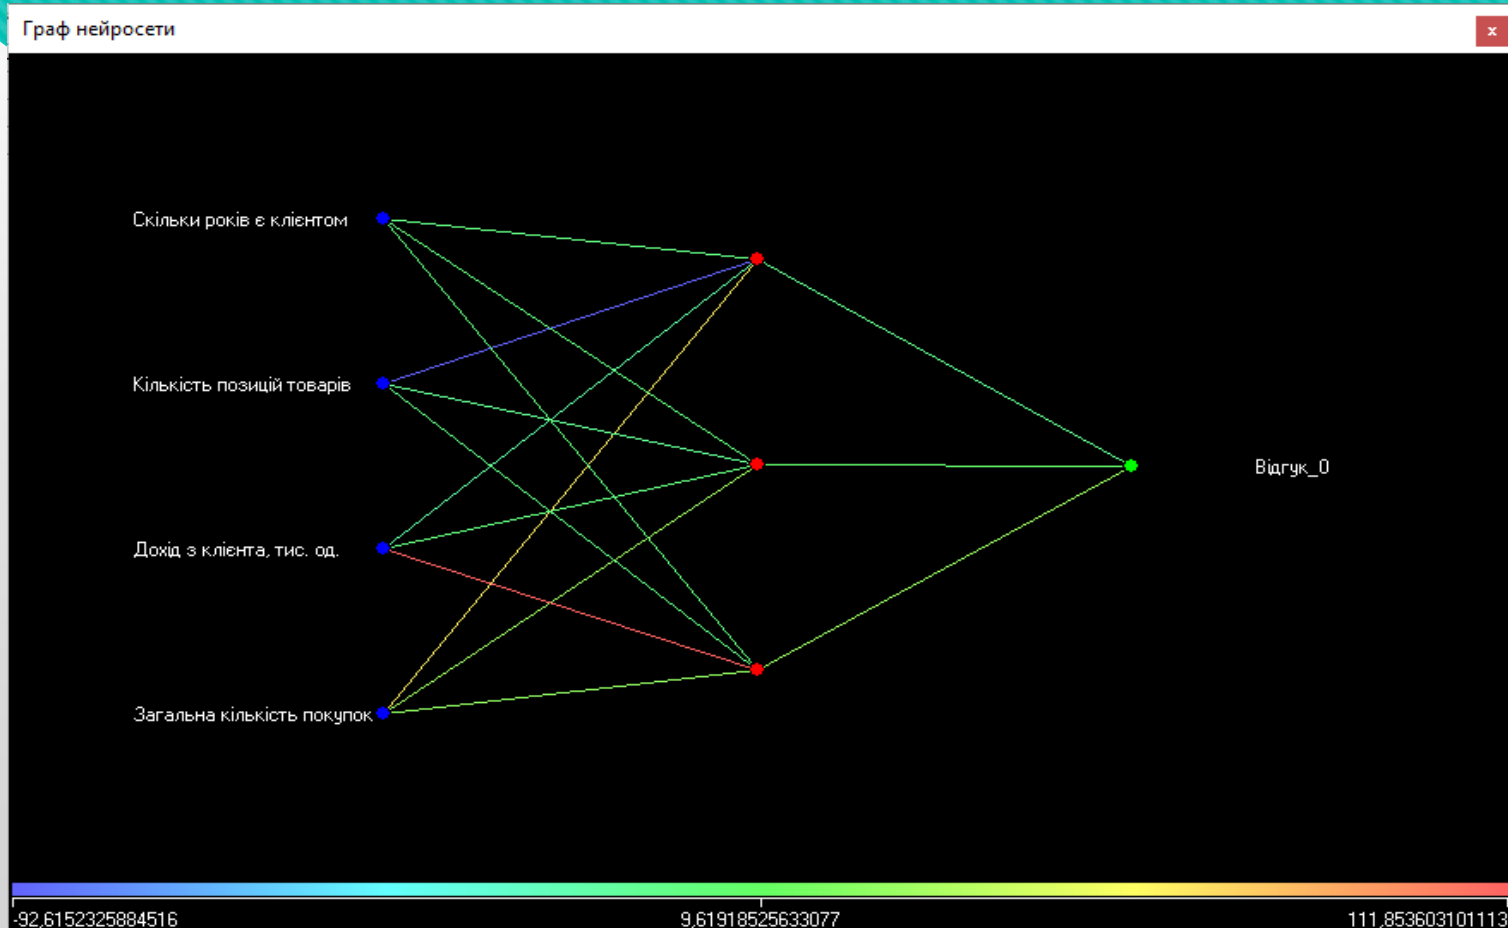 Граф нейросети
x
Скільки років є клієнтом
Кількість позицій товарів
Дохід з клієнта, тис. од.
Загальна кількість покупок
Відгук_0
-92,6152325884516
9,61918525633077
111,853603101113